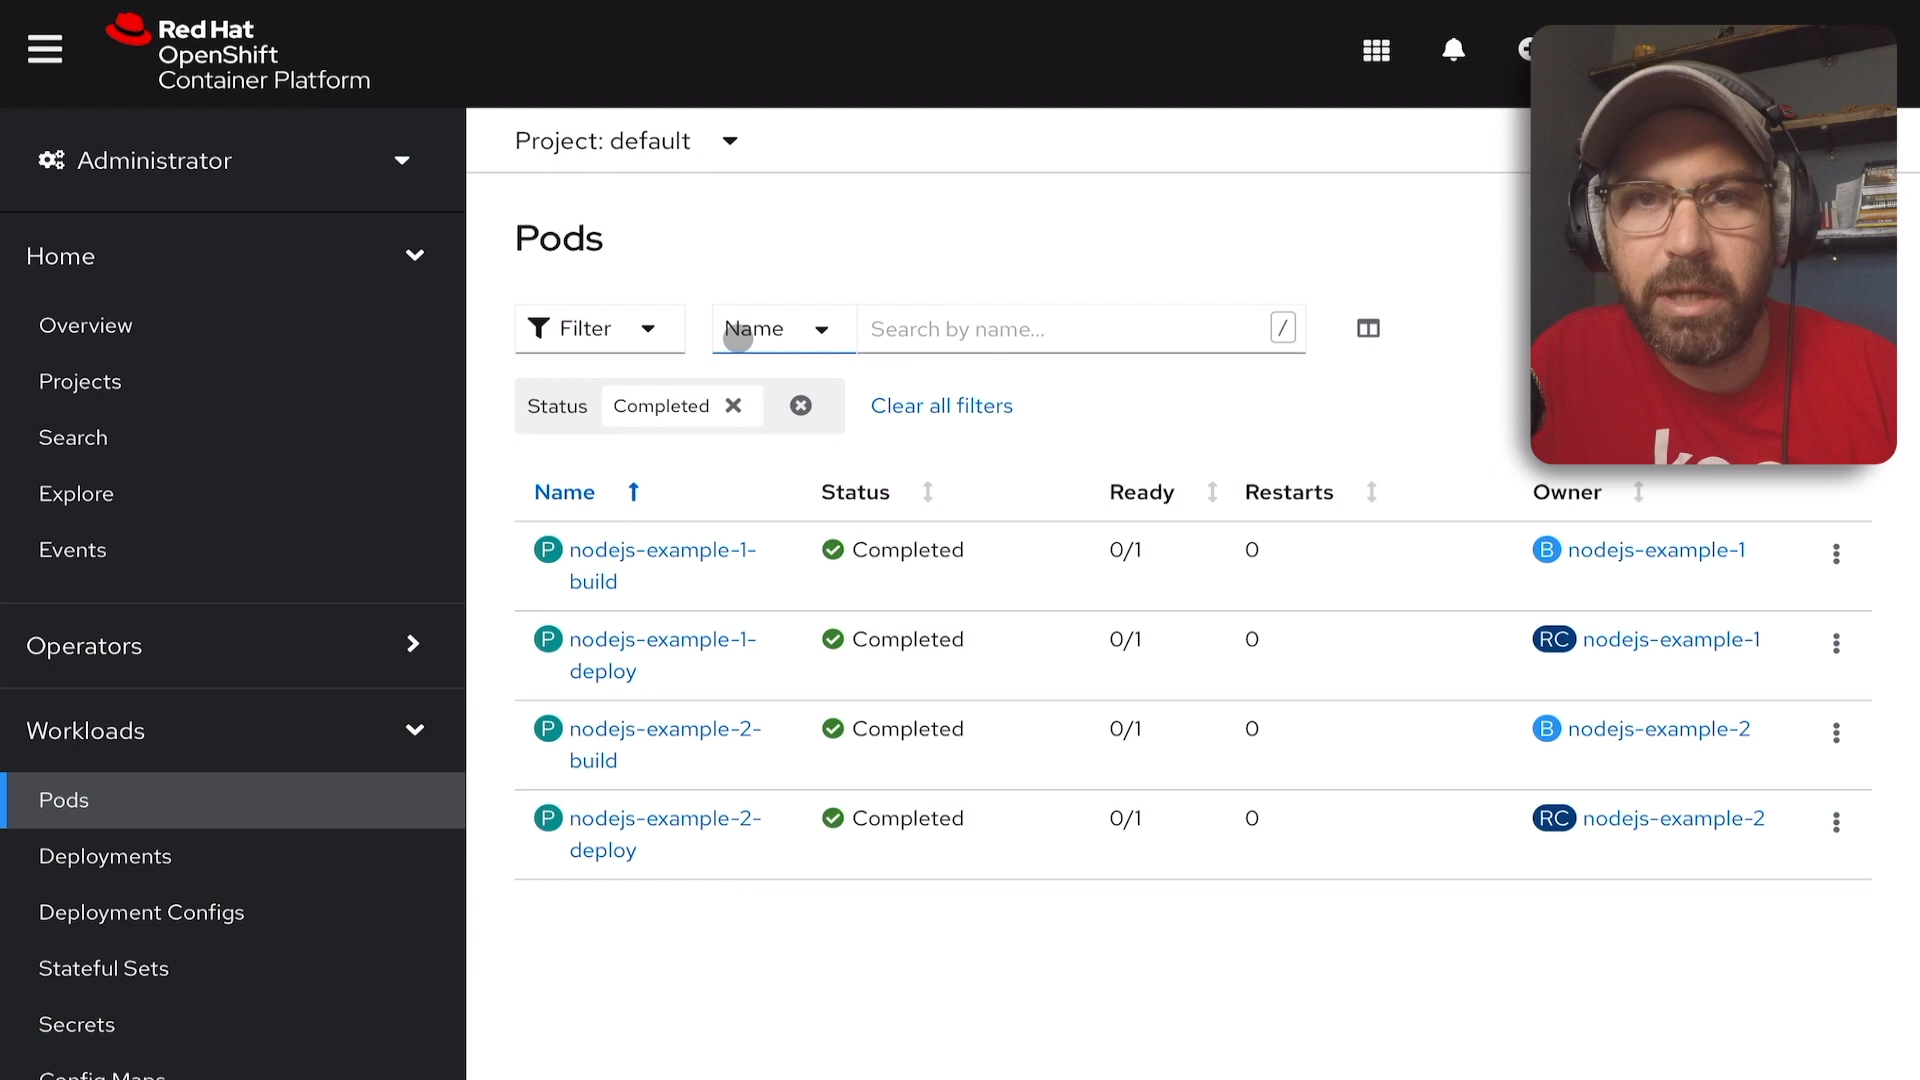 Red Hat
OpenShift
Container Platform
Administrator
Project: default
Home
Overview
Projects
Search
Explore
Events
Operators
Workloads
Pods
Deployments
Deployment Configs
Stateful Sets
Secrets
Config Maps
Pods
Filter
Name
Search by name...
/
Status
Completed
Clear all filters
Name Status Ready Restarts Owner
P nodejs-example-1- Completed 0/1 0 B nodejs-example-1
build
P nodejs-example-1- Completed 0/1 0 RC nodejs-example-1
deploy
P nodejs-example-2- Completed 0/1 0 B nodejs-example-2
build
P nodejs-example-2- Completed 0/1 0 RC nodejs-example-2
deploy